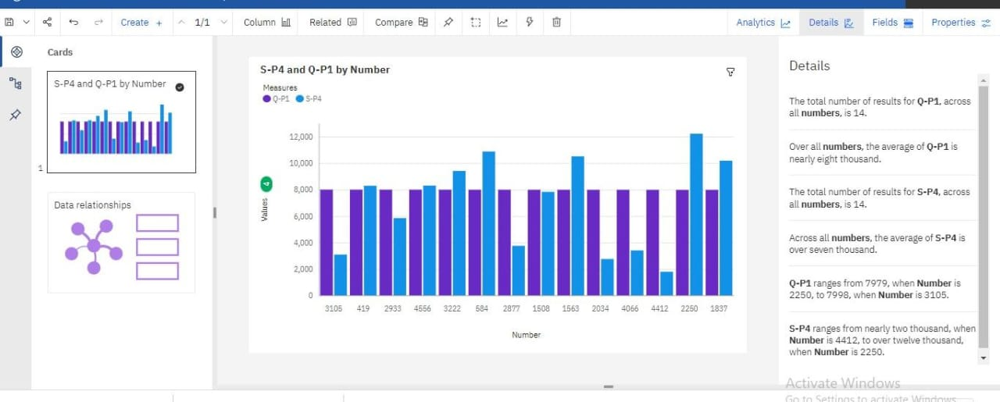 Create +
1/1
Column
Related
Compare
Analytics
Details
Fields
Properties
Cards
S-P4 and Q-P1 by Number
1
Data relationships
S-P4 and Q-P1 by Number
Measures
Q-P1 S-P4
Values 4
12,000
10,000
8,000
6,000
4,000
2,000
0
3105 419 2933 4556 3222 584 2877 1508 1563 2034 4066 4412 2250 1837
Number
Details
The total number of results for Q-P1, across
all numbers, is 14.
Over all numbers, the average of Q-P1 is
nearly eight thousand.
The total number of results for S-P4, across
all numbers, is 14.
Across all numbers, the average of S-P4 is
over seven thousand.
Q-P1 ranges from 7979, when Number is
2250, to 7998, when Number is 3105.
S-P4 ranges from nearly two thousand, when
Number is 4412, to over twelve thousand,
when Number is 2250.
Activate Windows
Go to Settings to activate Windows.